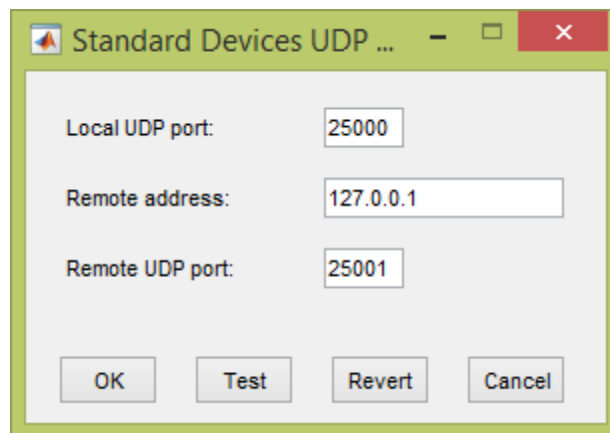 Standard Devices UDP ...
Local UDP port: 25000
Remote address: 127.0.0.1
Remote UDP port: 25001
OK Test Revert Cancel